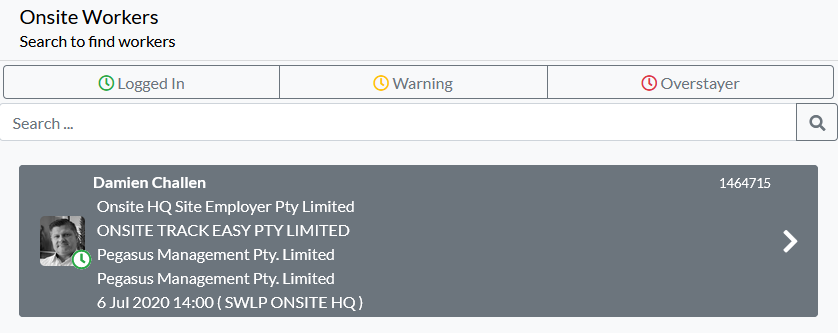 Onsite Workers
Search to find workers
Logged In Warning Overstayer
Search ...
Damien Challen 1464715
Onsite HQ Site Employer Pty Limited
ONSITE TRACK EASY PTY LIMITED
Pegasus Management Pty. Limited
Pegasus Management Pty. Limited
6 Jul 2020 14:00 ( SWLP ONSITE HQ )